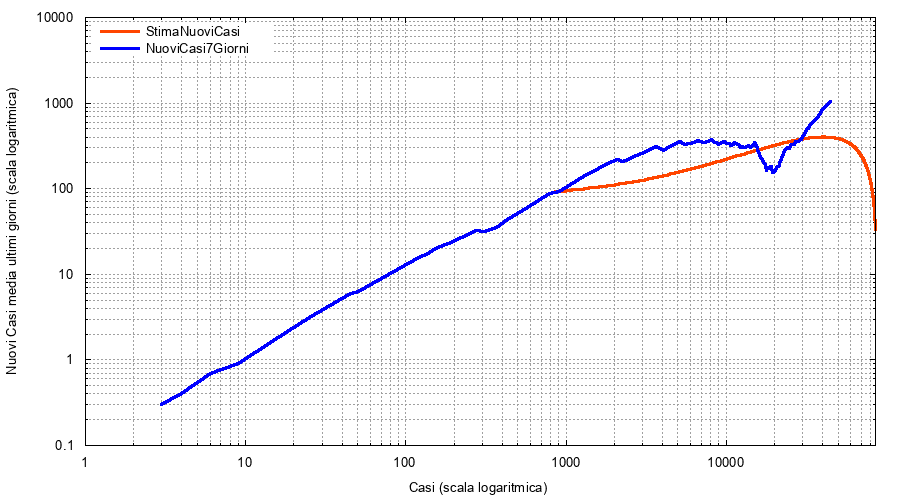 StimaNuoviCasi
NuoviCasi7Giorni
10000
1000
100
10
1
0.1
1
10
100
1000
10000
Nuovi Casi media ultimi giorni (scala logaritmica)
Casi (scala logaritmica)